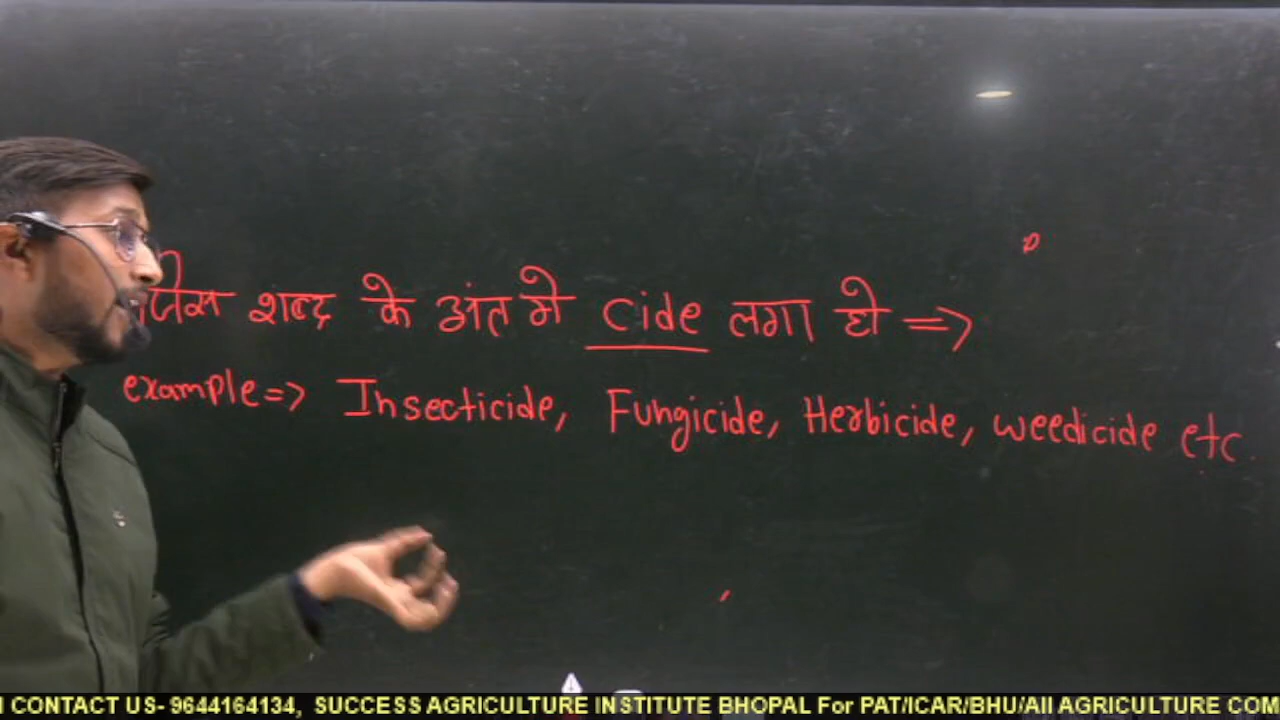 जिस शब्द के अंत मे cide लगा हो =>
example => Insecticide, Fungicide, Herbicide, weedicide etc.
CONTACT US- 9644164134, SUCCESS AGRICULTURE INSTITUTE BHOPAL For PAT/ICAR/BHU/All AGRICULTURE COM